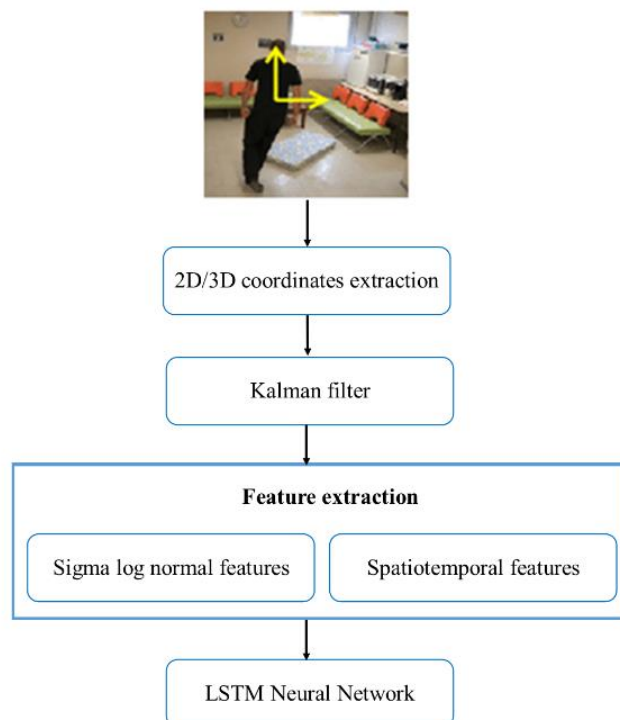 2D/3D coordinates extraction
Kalman filter
Feature extraction
Sigma log normal features
Spatiotemporal features
LSTM Neural Network